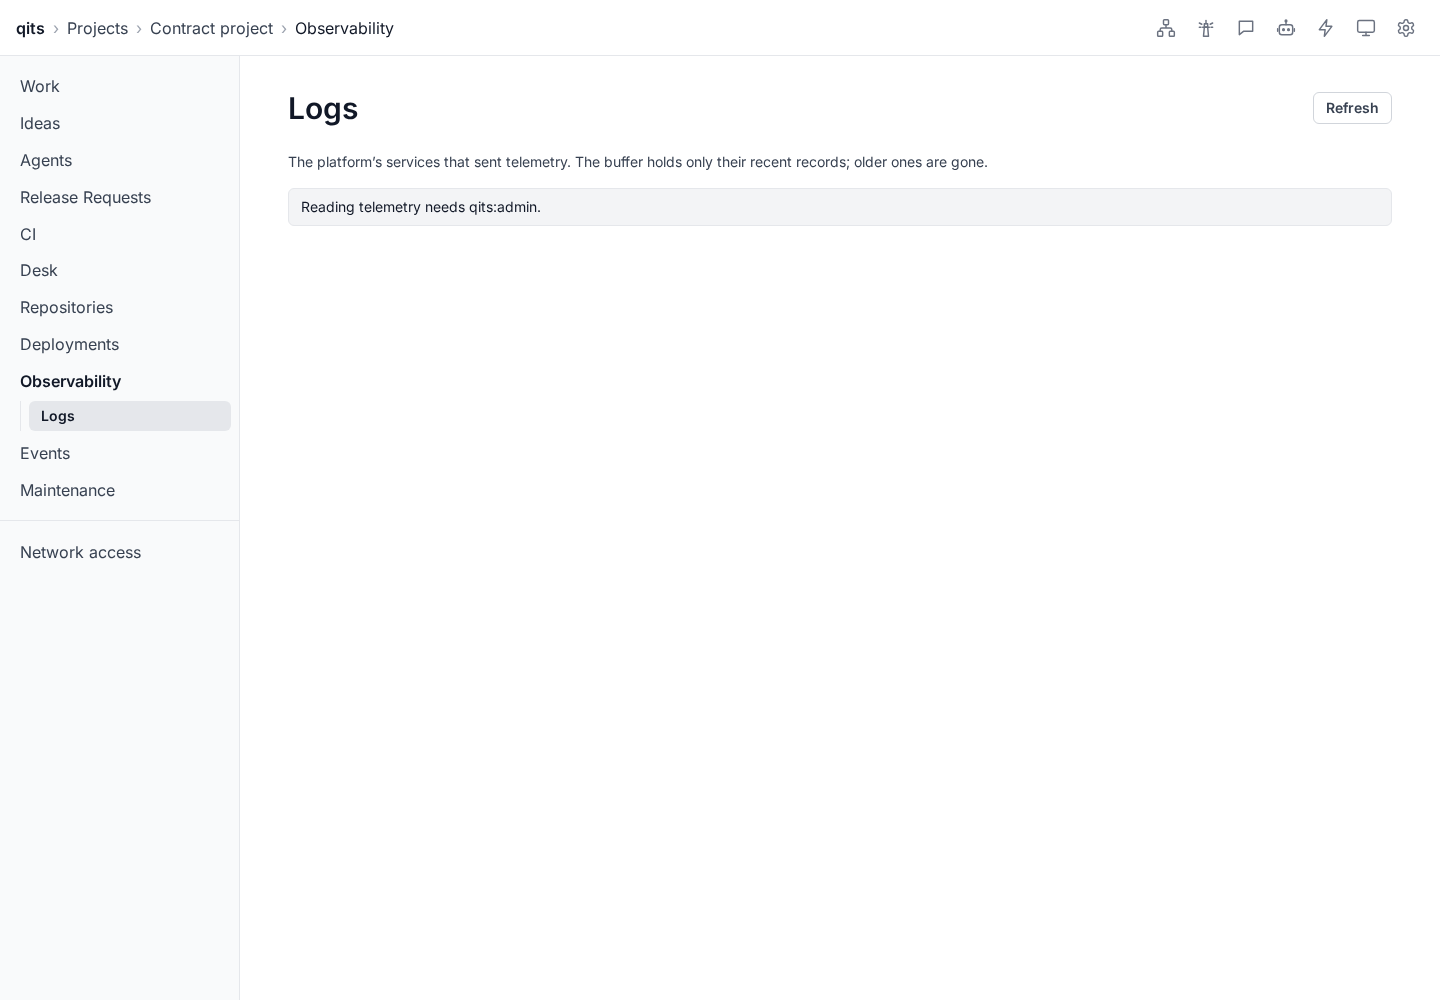 qits › Projects › Contract project › Observability
Work
Ideas
Agents
Release Requests
CI
Desk
Repositories
Deployments
Observability
Logs
Events
Maintenance
Network access
Logs
Refresh
The platform’s services that sent telemetry. The buffer holds only their recent records; older ones are gone.
Reading telemetry needs qits:admin.